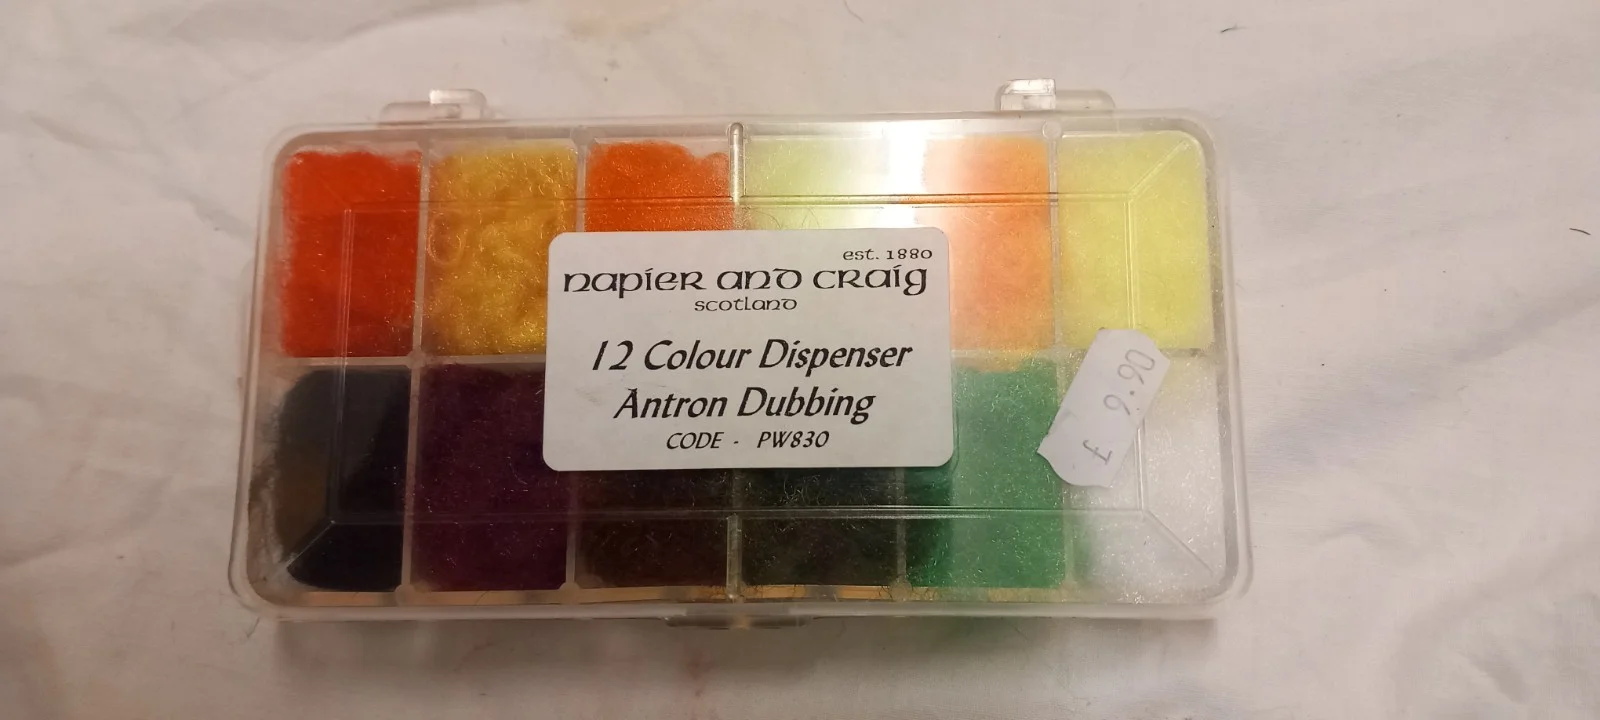 est. 1880
napier and craig
scotland
12 Colour Dispenser
Antron Dubbing
CODE - PW830
£ 9.90